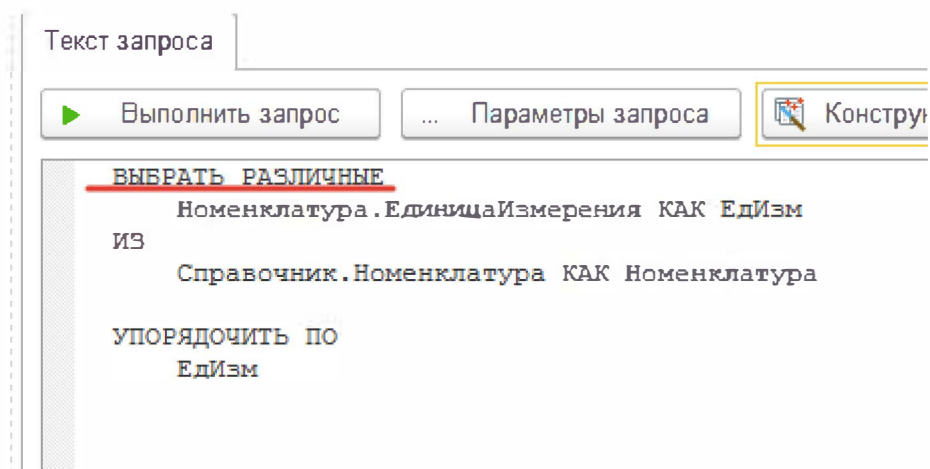 Текст запроса
Выполнить запрос ... Параметры запроса Конструк
ВЫБРАТЬ РАЗЛИЧНЫЕ
Номенклатура.ЕдиницаИзмерения КАК ЕдИзм
ИЗ
Справочник.Номенклатура КАК Номенклатура
УПОРЯДОЧИТЬ ПО
ЕдИзм